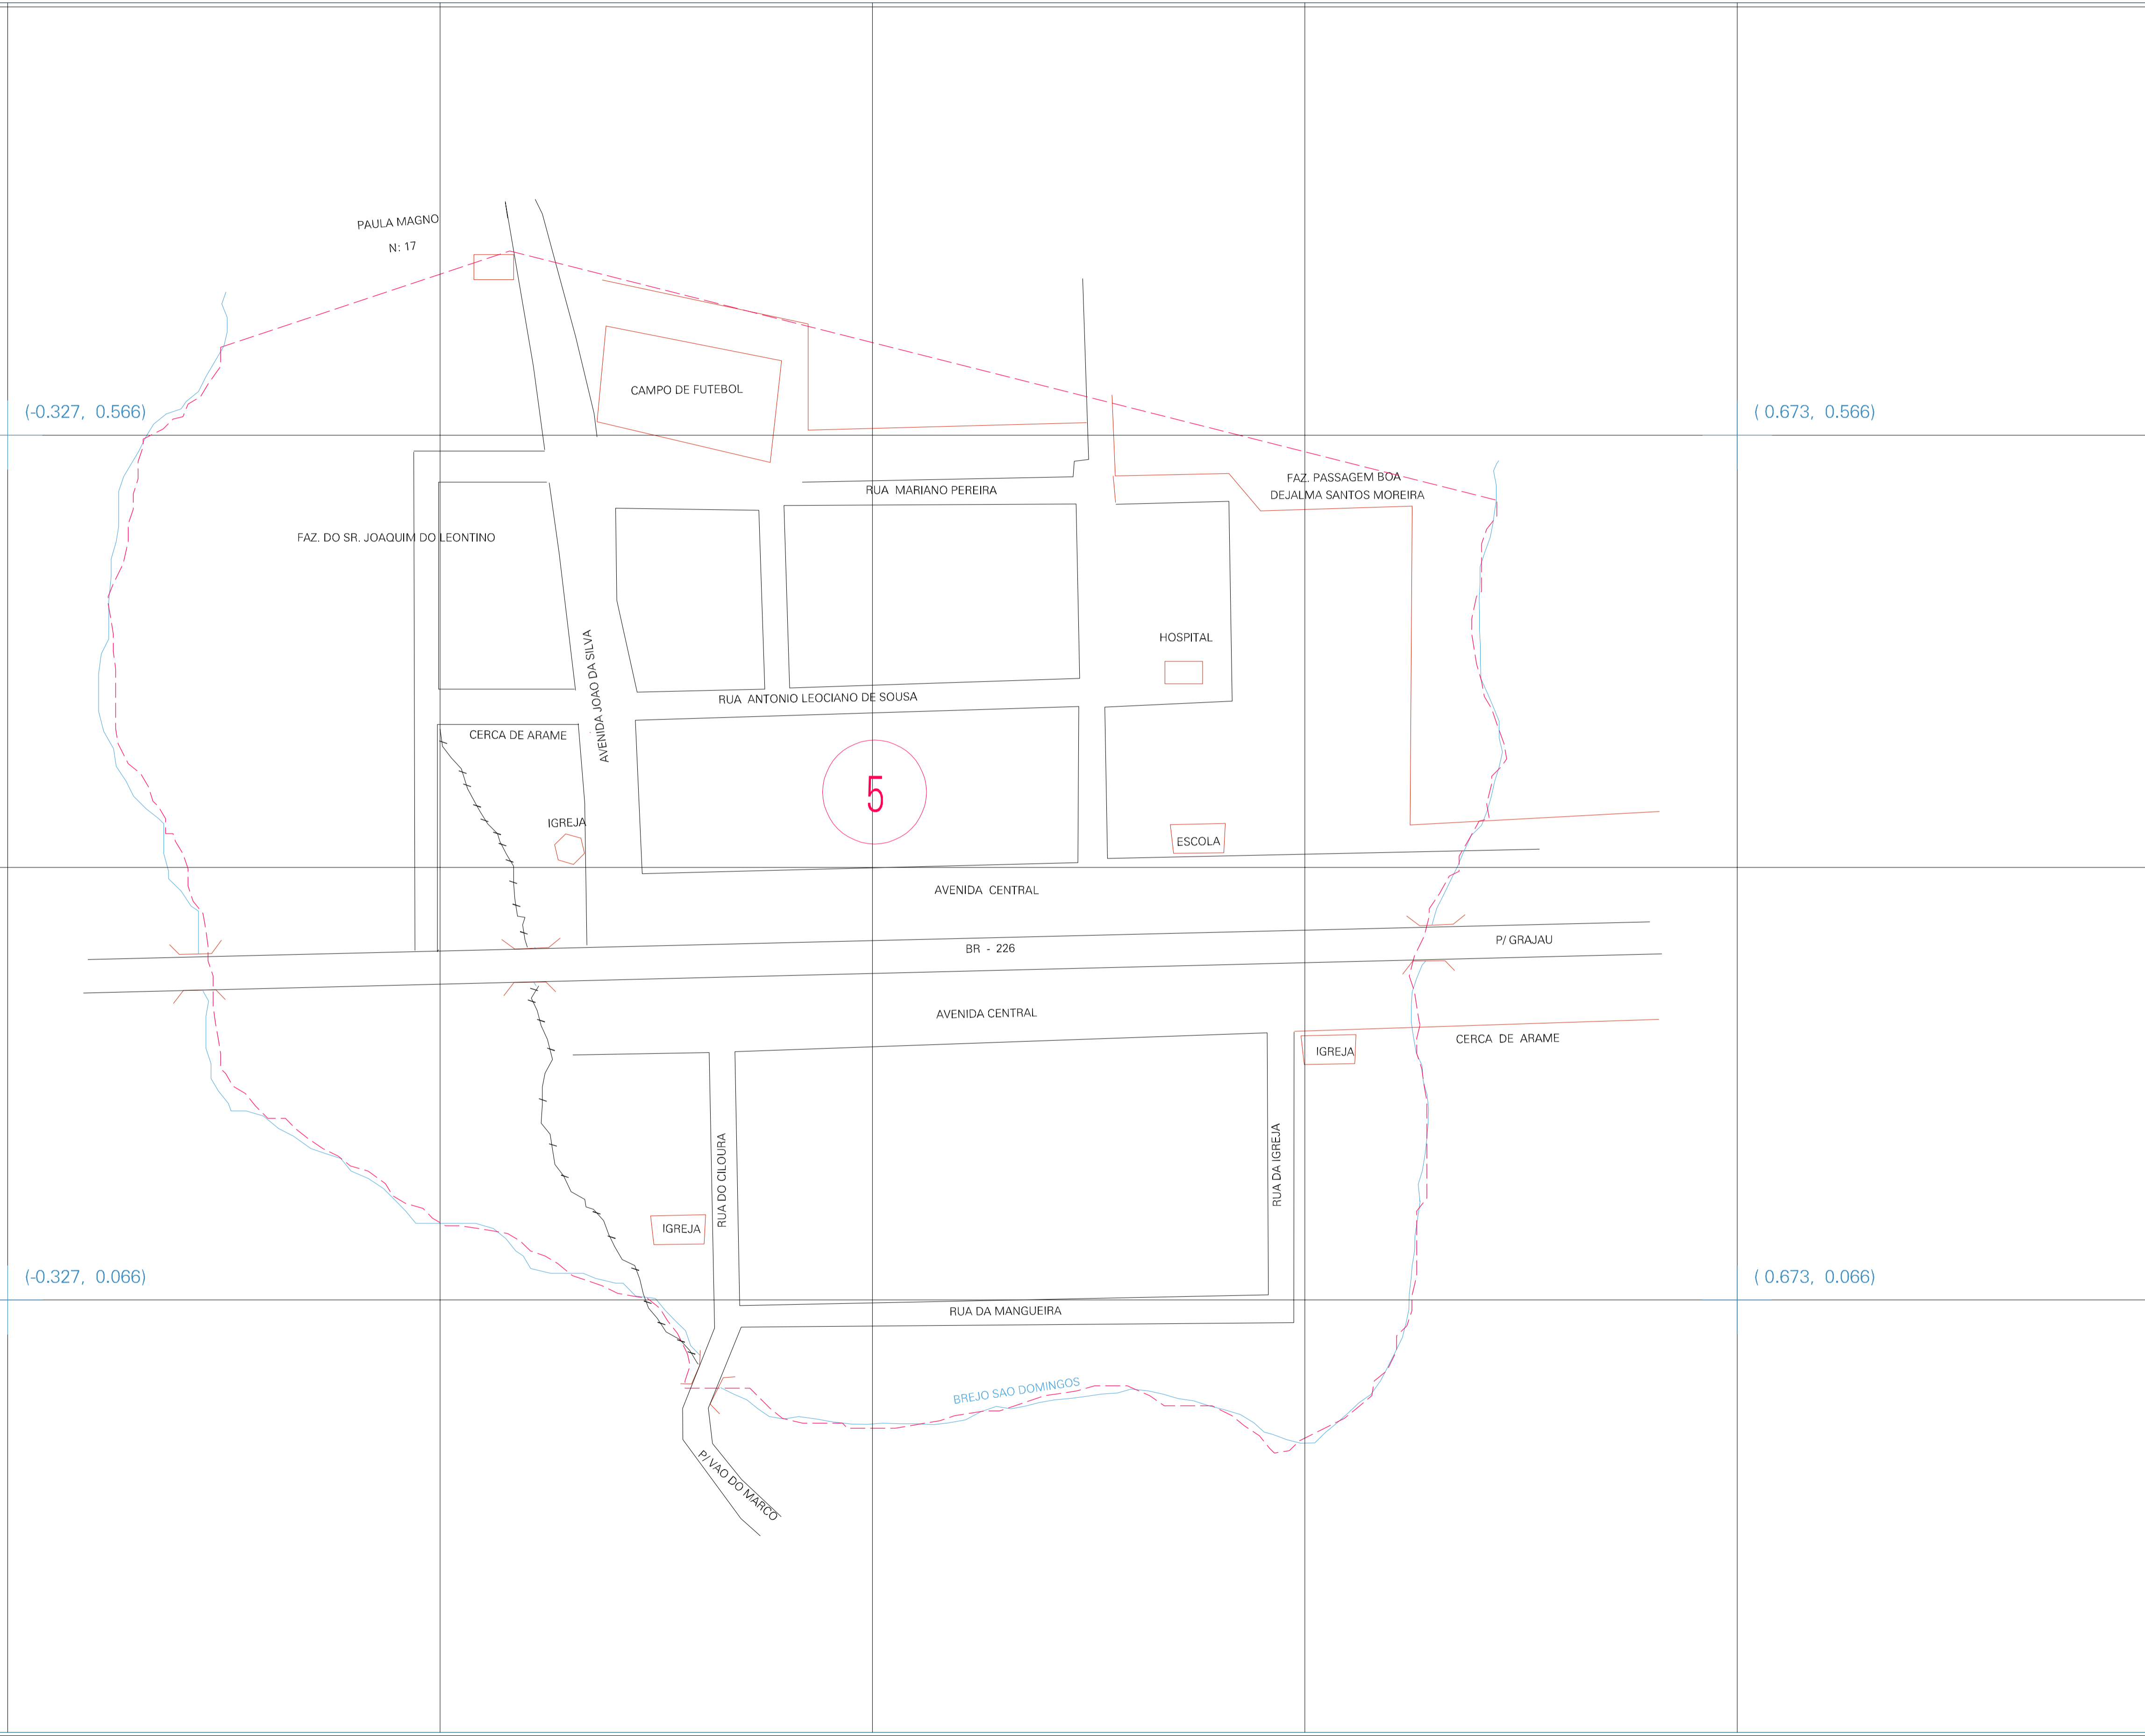 PAULA MAGNO
N: 17
CAMPO DE FUTEBOL
(-0.327, 0.566)
( 0.673, 0.566)
FAZ. PASSAGEM BOA
DEJALMA SANTOS MOREIRA
RUA MARIANO PEREIRA
FAZ. DO SR. JOAQUIM DO LEONTINO
HOSPITAL
AVENIDA JOAO DA SILVA
RUA ANTONIO LEOCIANO DE SOUSA
CERCA DE ARAME
5
IGREJA
ESCOLA
AVENIDA CENTRAL
BR - 226
P/ GRAJAU
AVENIDA CENTRAL
CERCA DE ARAME
IGREJA
RUA DO CILOURA
RUA DA IGREJA
IGREJA
(-0.327, 0.066)
( 0.673, 0.066)
RUA DA MANGUEIRA
BREJO SAO DOMINGOS
P/ VAO DO MARCO